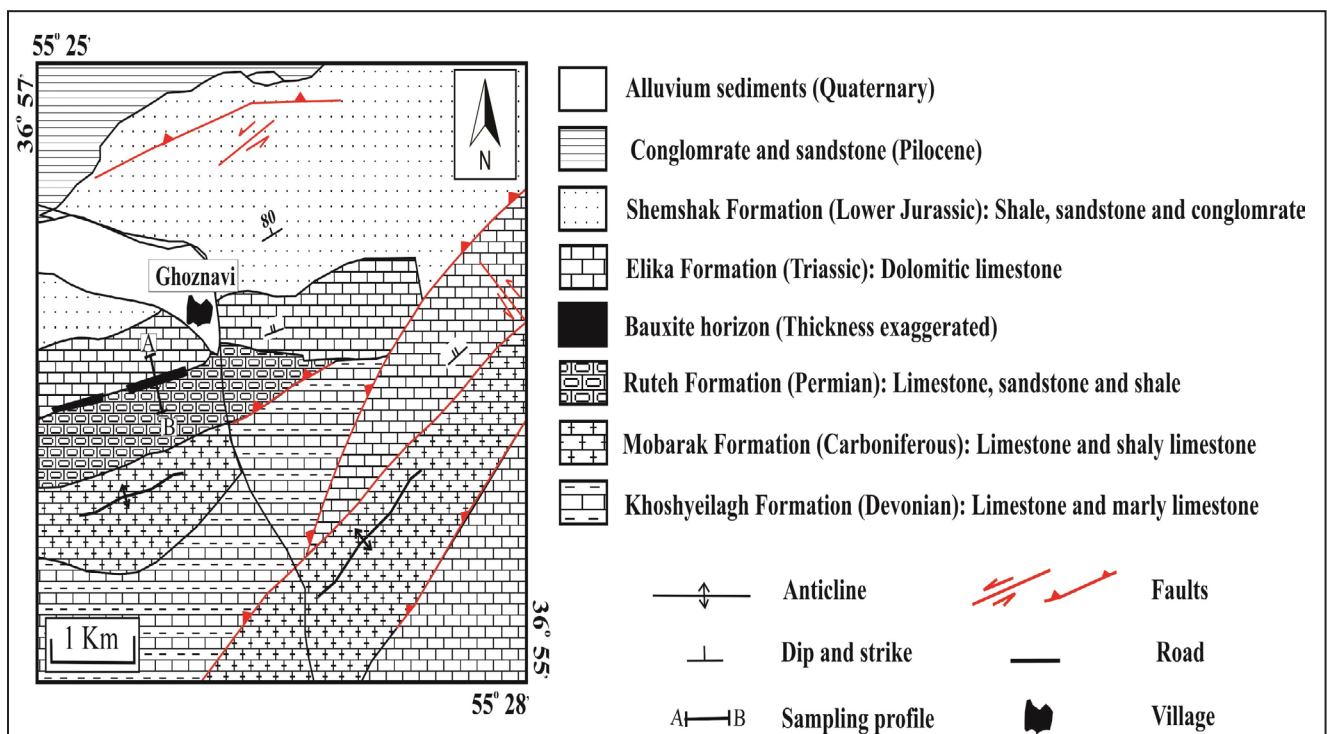 55° 25'
36° 57'
N
80
Ghoznavi
A
B
1 Km
36° 55'
55° 28'
Alluvium sediments (Quaternary)
Conglomrate and sandstone (Pilocene)
Shemshak Formation (Lower Jurassic): Shale, sandstone and conglomrate
Elika Formation (Triassic): Dolomitic limestone
Bauxite horizon (Thickness exaggerated)
Ruteh Formation (Permian): Limestone, sandstone and shale
Mobarak Formation (Carboniferous): Limestone and shaly limestone
Khoshyeilagh Formation (Devonian): Limestone and marly limestone
Anticline
Faults
Dip and strike
Road
A B Sampling profile
Village